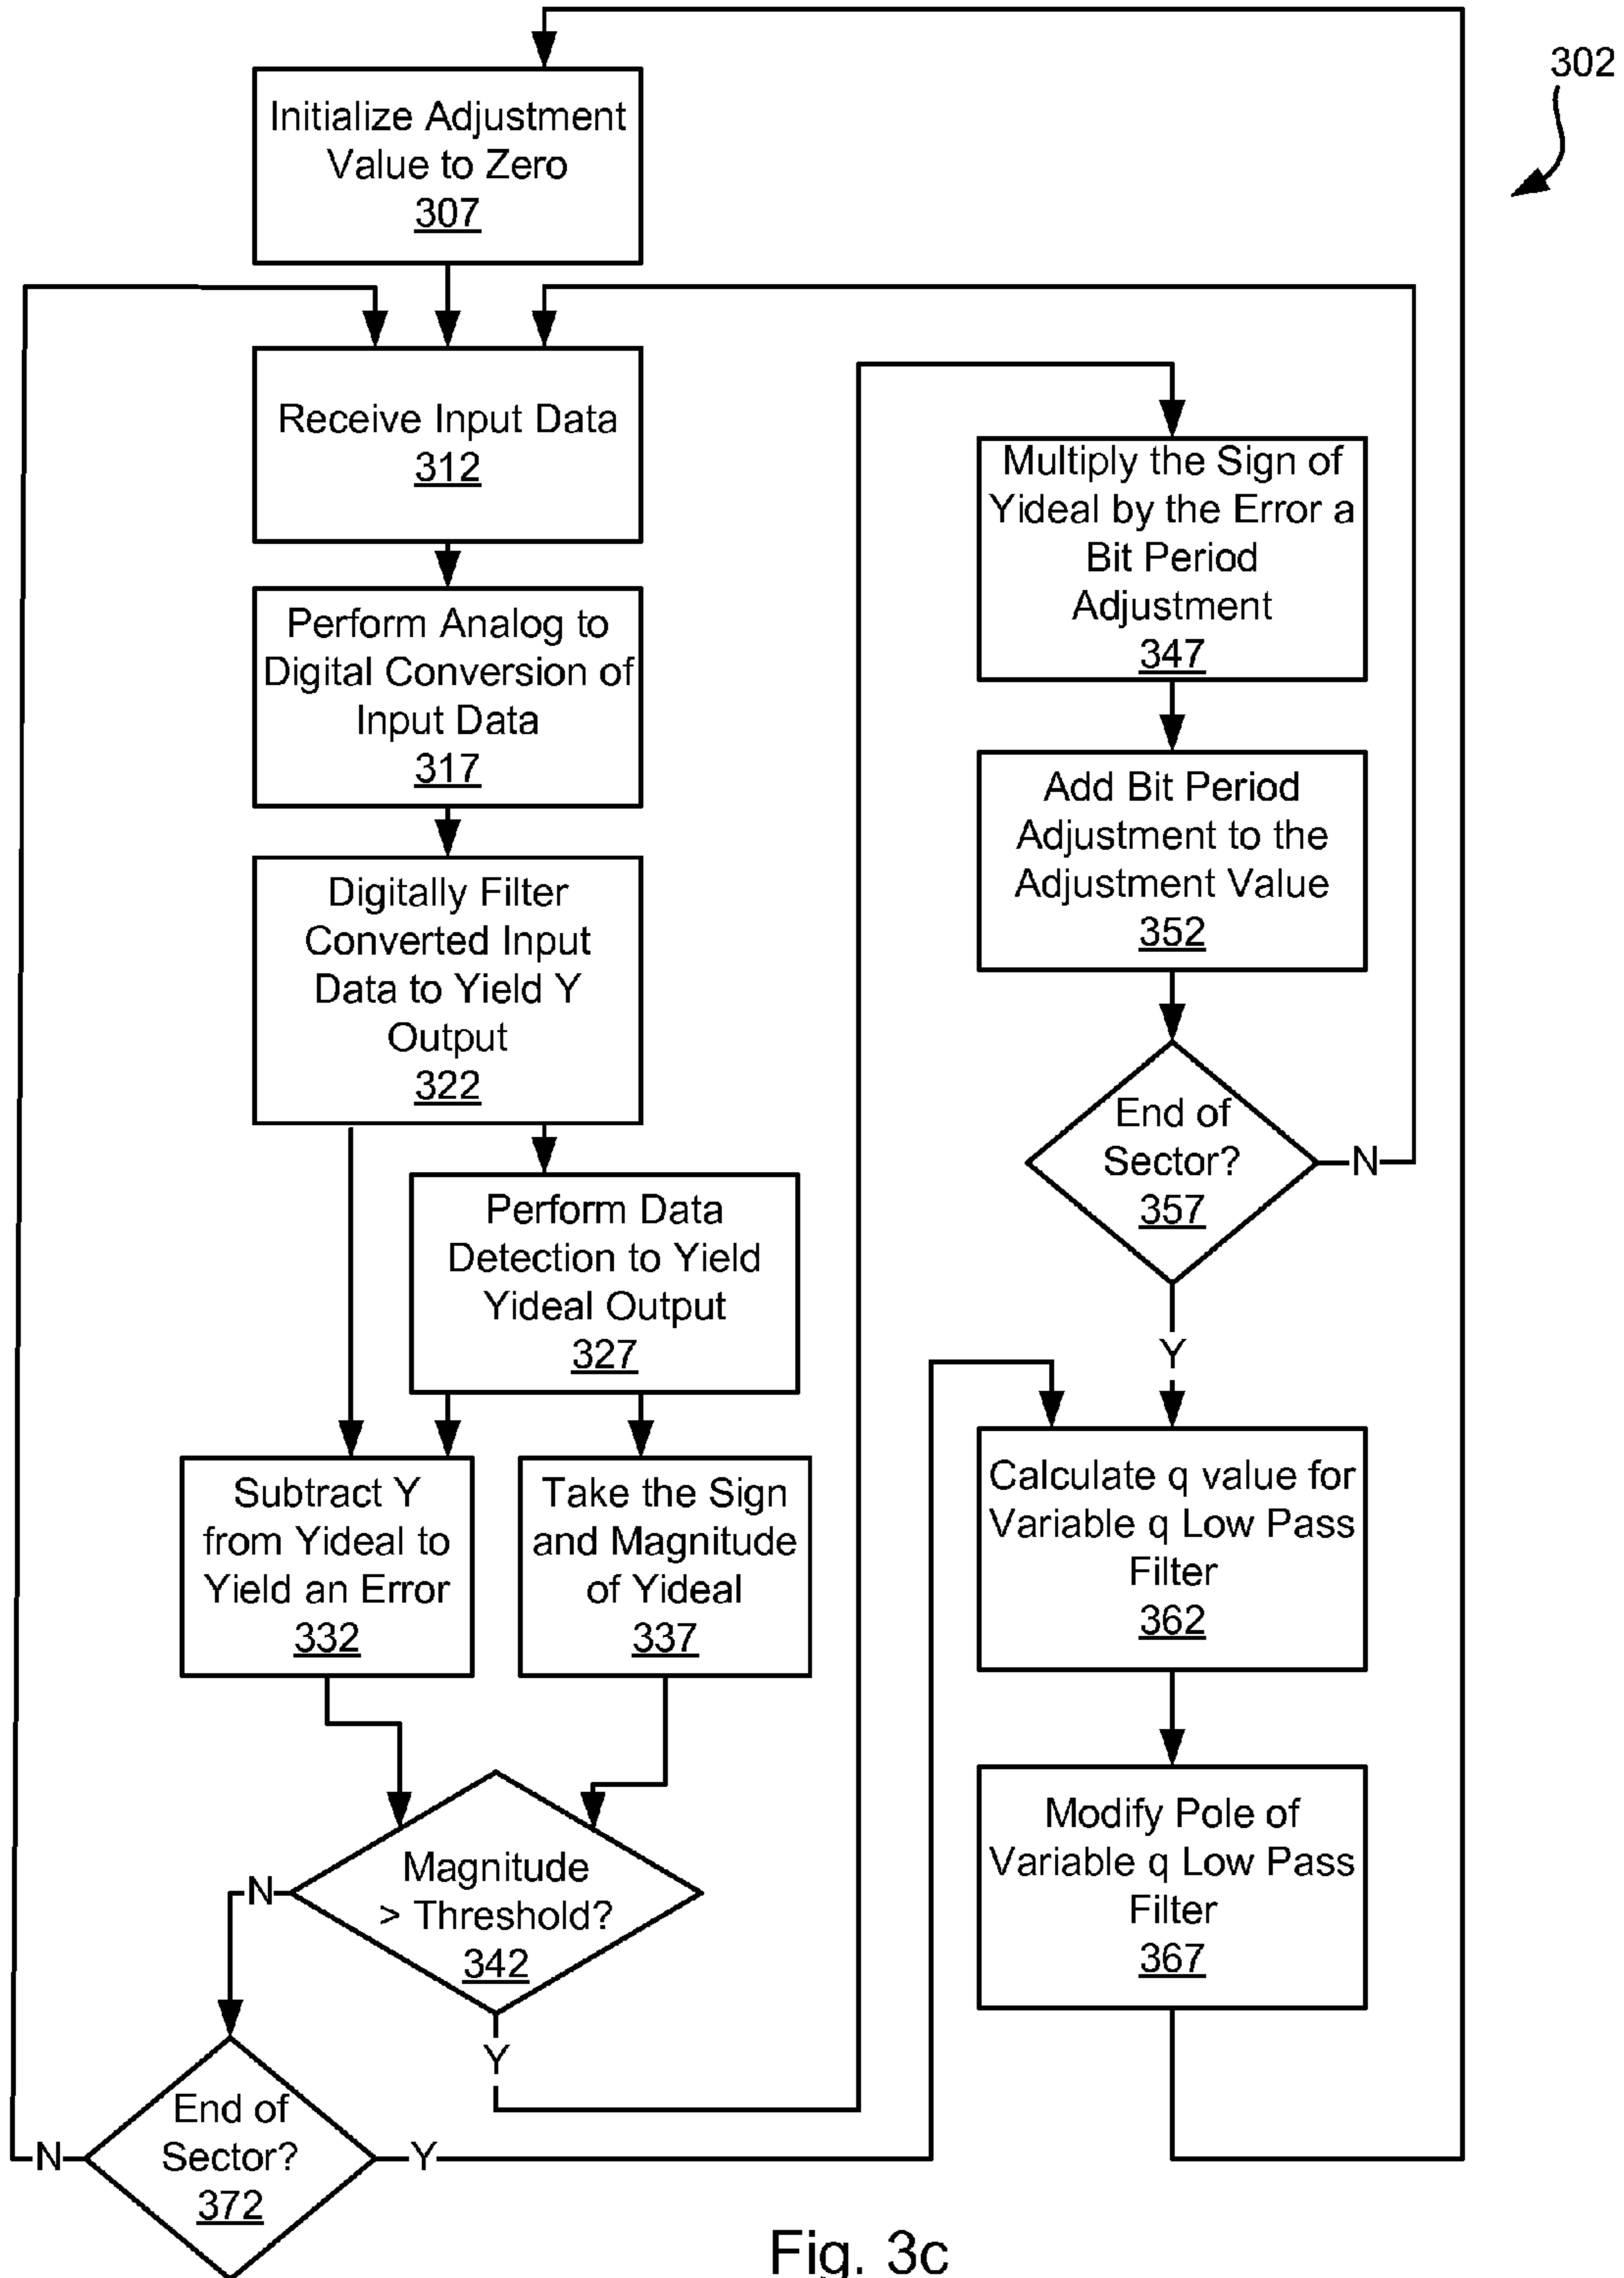 302
Initialize Adjustment
Value to Zero
307
Receive Input Data
312
Perform Analog to
Digital Conversion of
Input Data
317
Digitally Filter
Converted Input
Data to Yield Y
Output
322
Perform Data
Detection to Yield
Yideal Output
327
Subtract Y
from Yideal to
Yield an Error
332
Take the Sign
and Magnitude
of Yideal
337
Magnitude
> Threshold?
342
N
Y
End of
Sector?
372
N
Y
Multiply the Sign of
Yideal by the Error a
Bit Period
Adjustment
347
Add Bit Period
Adjustment to the
Adjustment Value
352
End of
Sector?
357
N
Y
Calculate q value for
Variable q Low Pass
Filter
362
Modify Pole of
Variable q Low Pass
Filter
367
Fig. 3c